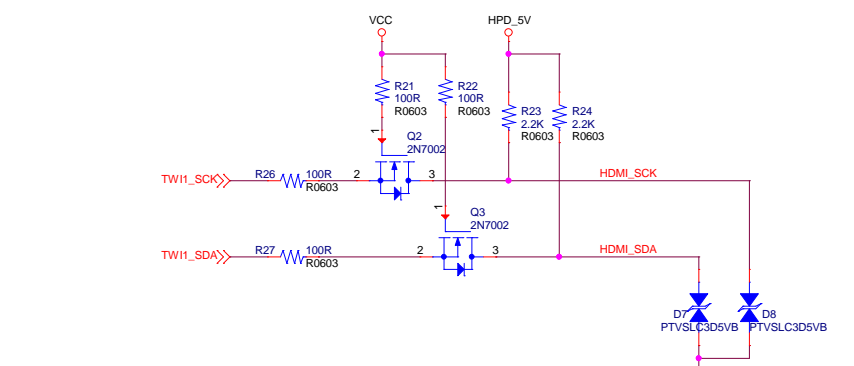 VCC
HPD_5V
R21
100R
R0603
R22
100R
R0603
R23
2.2K
R0603
R24
2.2K
R0603
1
Q2
2N7002
TWI1_SCK
R26
100R
R0603
2
3
HDMI_SCK
1
Q3
2N7002
TWI1_SDA
R27
100R
R0603
2
3
HDMI_SDA
D7
PTVSLC3D5VB
D8
PTVSLC3D5VB